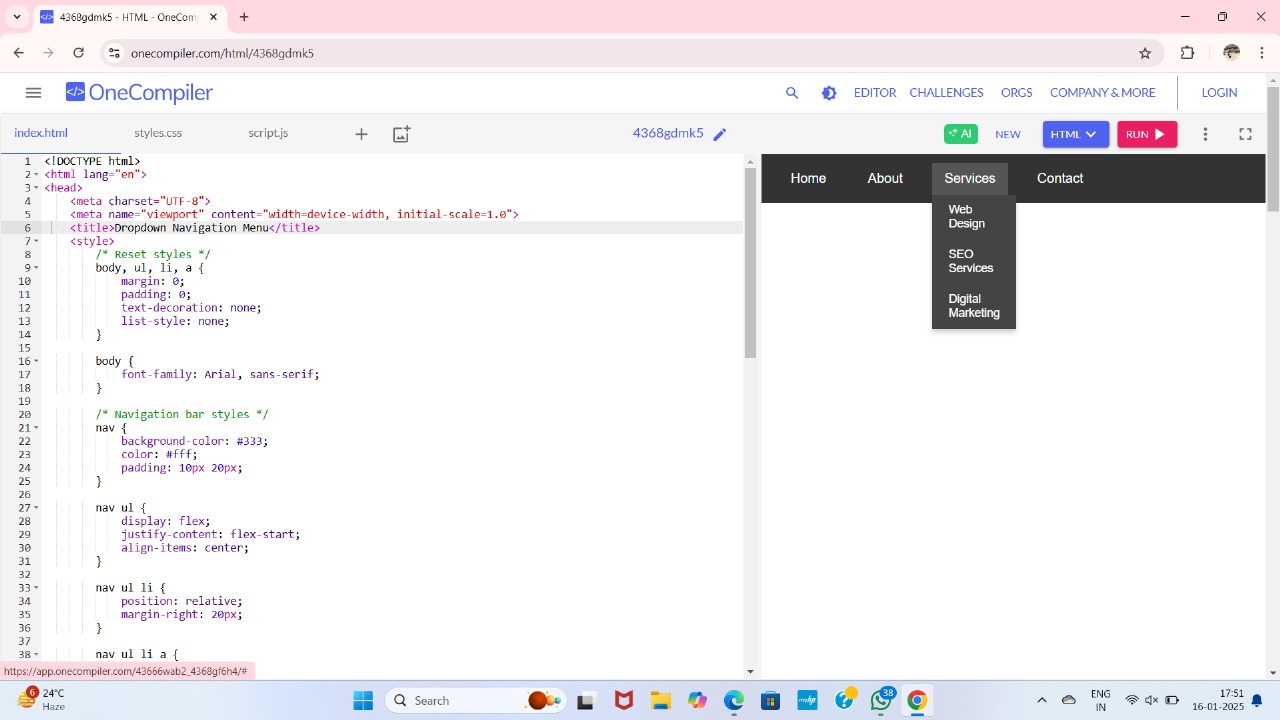 4368gdmk5 - HTML - OneComp
onecompiler.com/html/4368gdmk5
OneCompiler
EDITOR CHALLENGES ORGS COMPANY & MORE LOGIN
index.html styles.css script.js 4368gdmk5 AI NEW HTML RUN
1 <!DOCTYPE html>
2 <html lang="en">
3 <head>
4 <meta charset="UTF-8">
5 <meta name="viewport" content="width=device-width, initial-scale=1.0">
6 <title>Dropdown Navigation Menu</title>
7 <style>
8 /* Reset styles */
9 body, ul, li, a {
10 margin: 0;
11 padding: 0;
12 text-decoration: none;
13 list-style: none;
14 }
15
16 body {
17 font-family: Arial, sans-serif;
18 }
19
20 /* Navigation bar styles */
21 nav {
22 background-color: #333;
23 color: #fff;
24 padding: 10px 20px;
25 }
26
27 nav ul {
28 display: flex;
29 justify-content: flex-start;
30 align-items: center;
31 }
32
33 nav ul li {
34 position: relative;
35 margin-right: 20px;
36 }
37
38 nav ul li a {
Home About Services Contact
Web
Design
SEO
Services
Digital
Marketing
https://app.onecompiler.com/43666wab2_4368gf6h4/#
6 24°C
Haze
Search
myhp
38
ENG
IN
17:51
16-01-2025